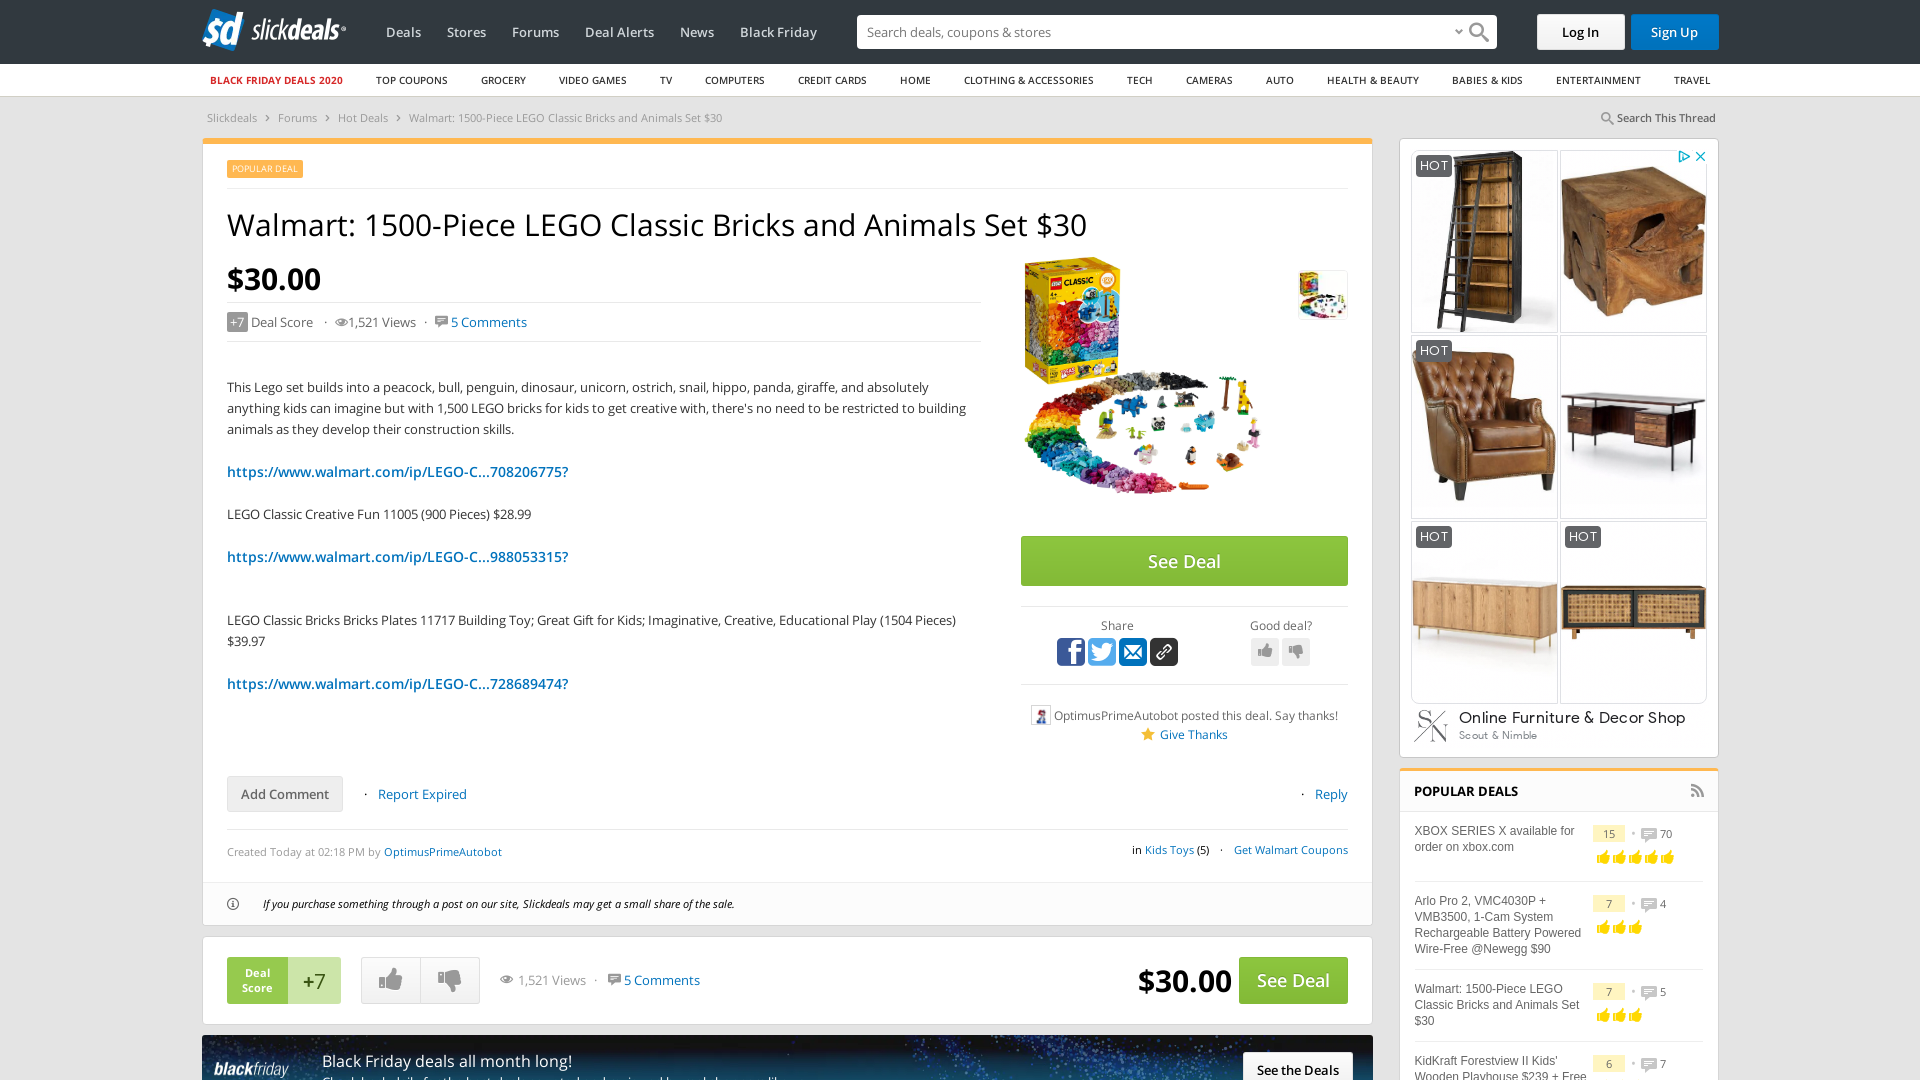 slickdeals
Deals
Stores
Forums
Deal Alerts
News
Black Friday
Search deals, coupons & stores
Log In
Sign Up
BLACK FRIDAY DEALS 2020
TOP COUPONS
GROCERY
VIDEO GAMES
TV
COMPUTERS
CREDIT CARDS
HOME
CLOTHING & ACCESSORIES
TECH
CAMERAS
AUTO
HEALTH & BEAUTY
BABIES & KIDS
ENTERTAINMENT
TRAVEL
Slickdeals › Forums › Hot Deals › Walmart: 1500-Piece LEGO Classic Bricks and Animals Set $30
Search This Thread
POPULAR DEAL
Walmart: 1500-Piece LEGO Classic Bricks and Animals Set $30
$30.00
+7 Deal Score · 1,521 Views · 5 Comments
This Lego set builds into a peacock, bull, penguin, dinosaur, unicorn, ostrich, snail, hippo, panda, giraffe, and absolutely
anything kids can imagine but with 1,500 LEGO bricks for kids to get creative with, there's no need to be restricted to building
animals as they develop their construction skills.
https://www.walmart.com/ip/LEGO-C...708206775?
LEGO Classic Creative Fun 11005 (900 Pieces) $28.99
https://www.walmart.com/ip/LEGO-C...988053315?
LEGO Classic Bricks Bricks Plates 11717 Building Toy; Great Gift for Kids; Imaginative, Creative, Educational Play (1504 Pieces)
$39.97
https://www.walmart.com/ip/LEGO-C...728689474?
CLASSIC
See Deal
Share
Good deal?
OptimusPrimeAutobot posted this deal. Say thanks!
Give Thanks
Add Comment
· Report Expired
· Reply
Created Today at 02:18 PM by OptimusPrimeAutobot
in Kids Toys (5) · Get Walmart Coupons
If you purchase something through a post on our site, Slickdeals may get a small share of the sale.
Deal
Score
+7
1,521 Views · 5 Comments
$30.00
See Deal
blackfriday
Black Friday deals all month long!
See the Deals
HOT
HOT
HOT
HOT
SN
Online Furniture & Decor Shop
Scout & Nimble
POPULAR DEALS
XBOX SERIES X available for
order on xbox.com
15 • 70
Arlo Pro 2, VMC4030P +
VMB3500, 1-Cam System
Rechargeable Battery Powered
Wire-Free @Newegg $90
7 • 4
Walmart: 1500-Piece LEGO
Classic Bricks and Animals Set
$30
7 • 5
KidKraft Forestview II Kids'
Wooden Playhouse $239 + Free
6 • 7